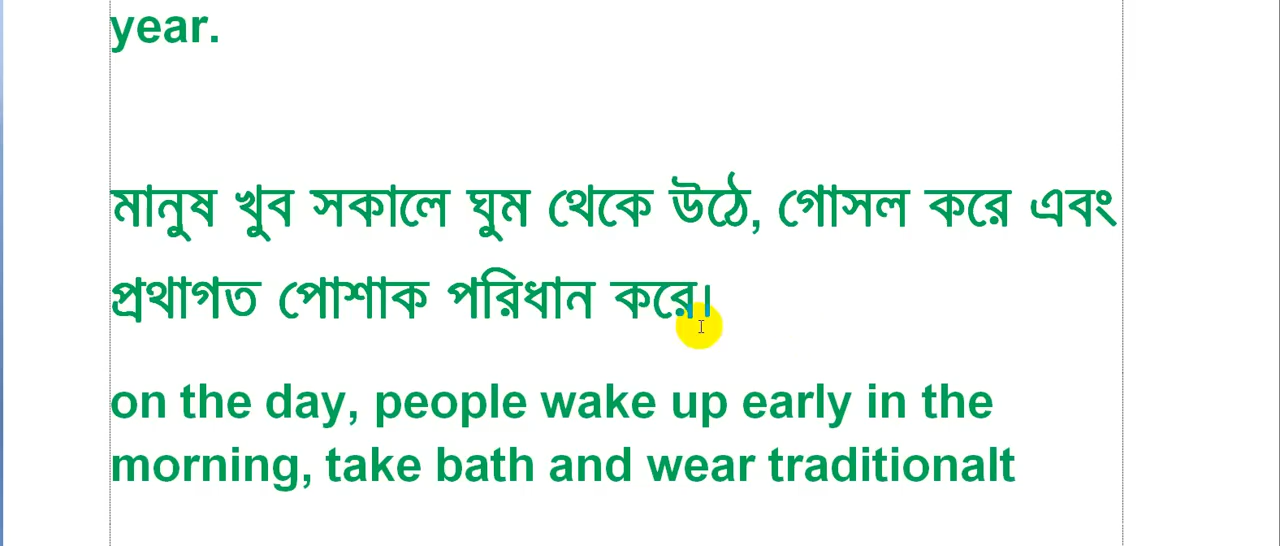 year.
মানুষ খুব সকালে ঘুম থেকে উঠে, গোসল করে এবং
প্রথাগত পোশাক পরিধান করে।
on the day, people wake up early in the
morning, take bath and wear traditionalt